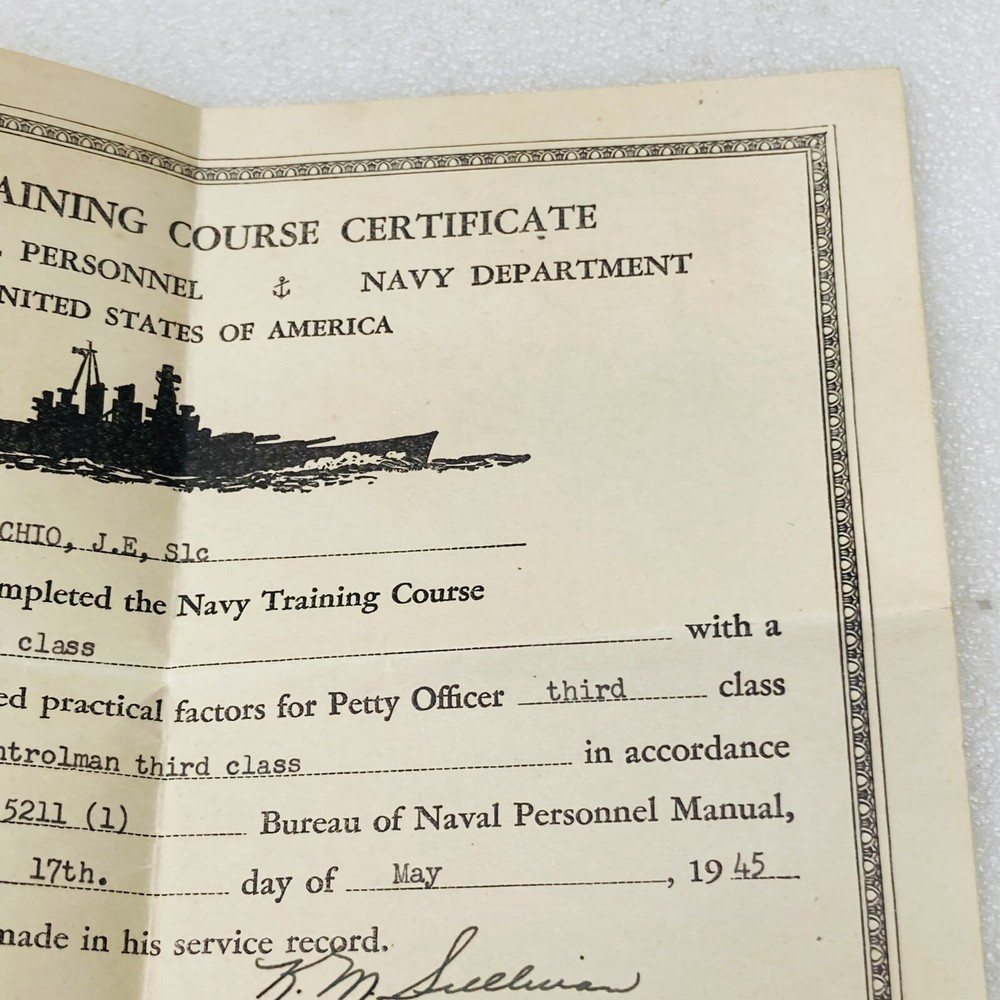 AINING COURSE CERTIFICATE
PERSONNEL ⚓ NAVY DEPARTMENT
NITED STATES OF AMERICA
CHIO, J.E, Slc
mpleted the Navy Training Course
class with a
ed practical factors for Petty Officer third class
ntrolman third class in accordance
5211 (1) Bureau of Naval Personnel Manual,
17th. day of May, 1945
made in his service record.
K. M. Sullivan